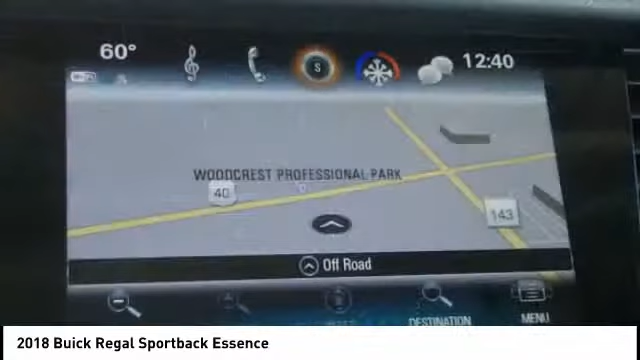 60°
S
12:40
WOODCREST PROFESSIONAL PARK
40
143
Off Road
DESTINATION
MENU
2018 Buick Regal Sportback Essence